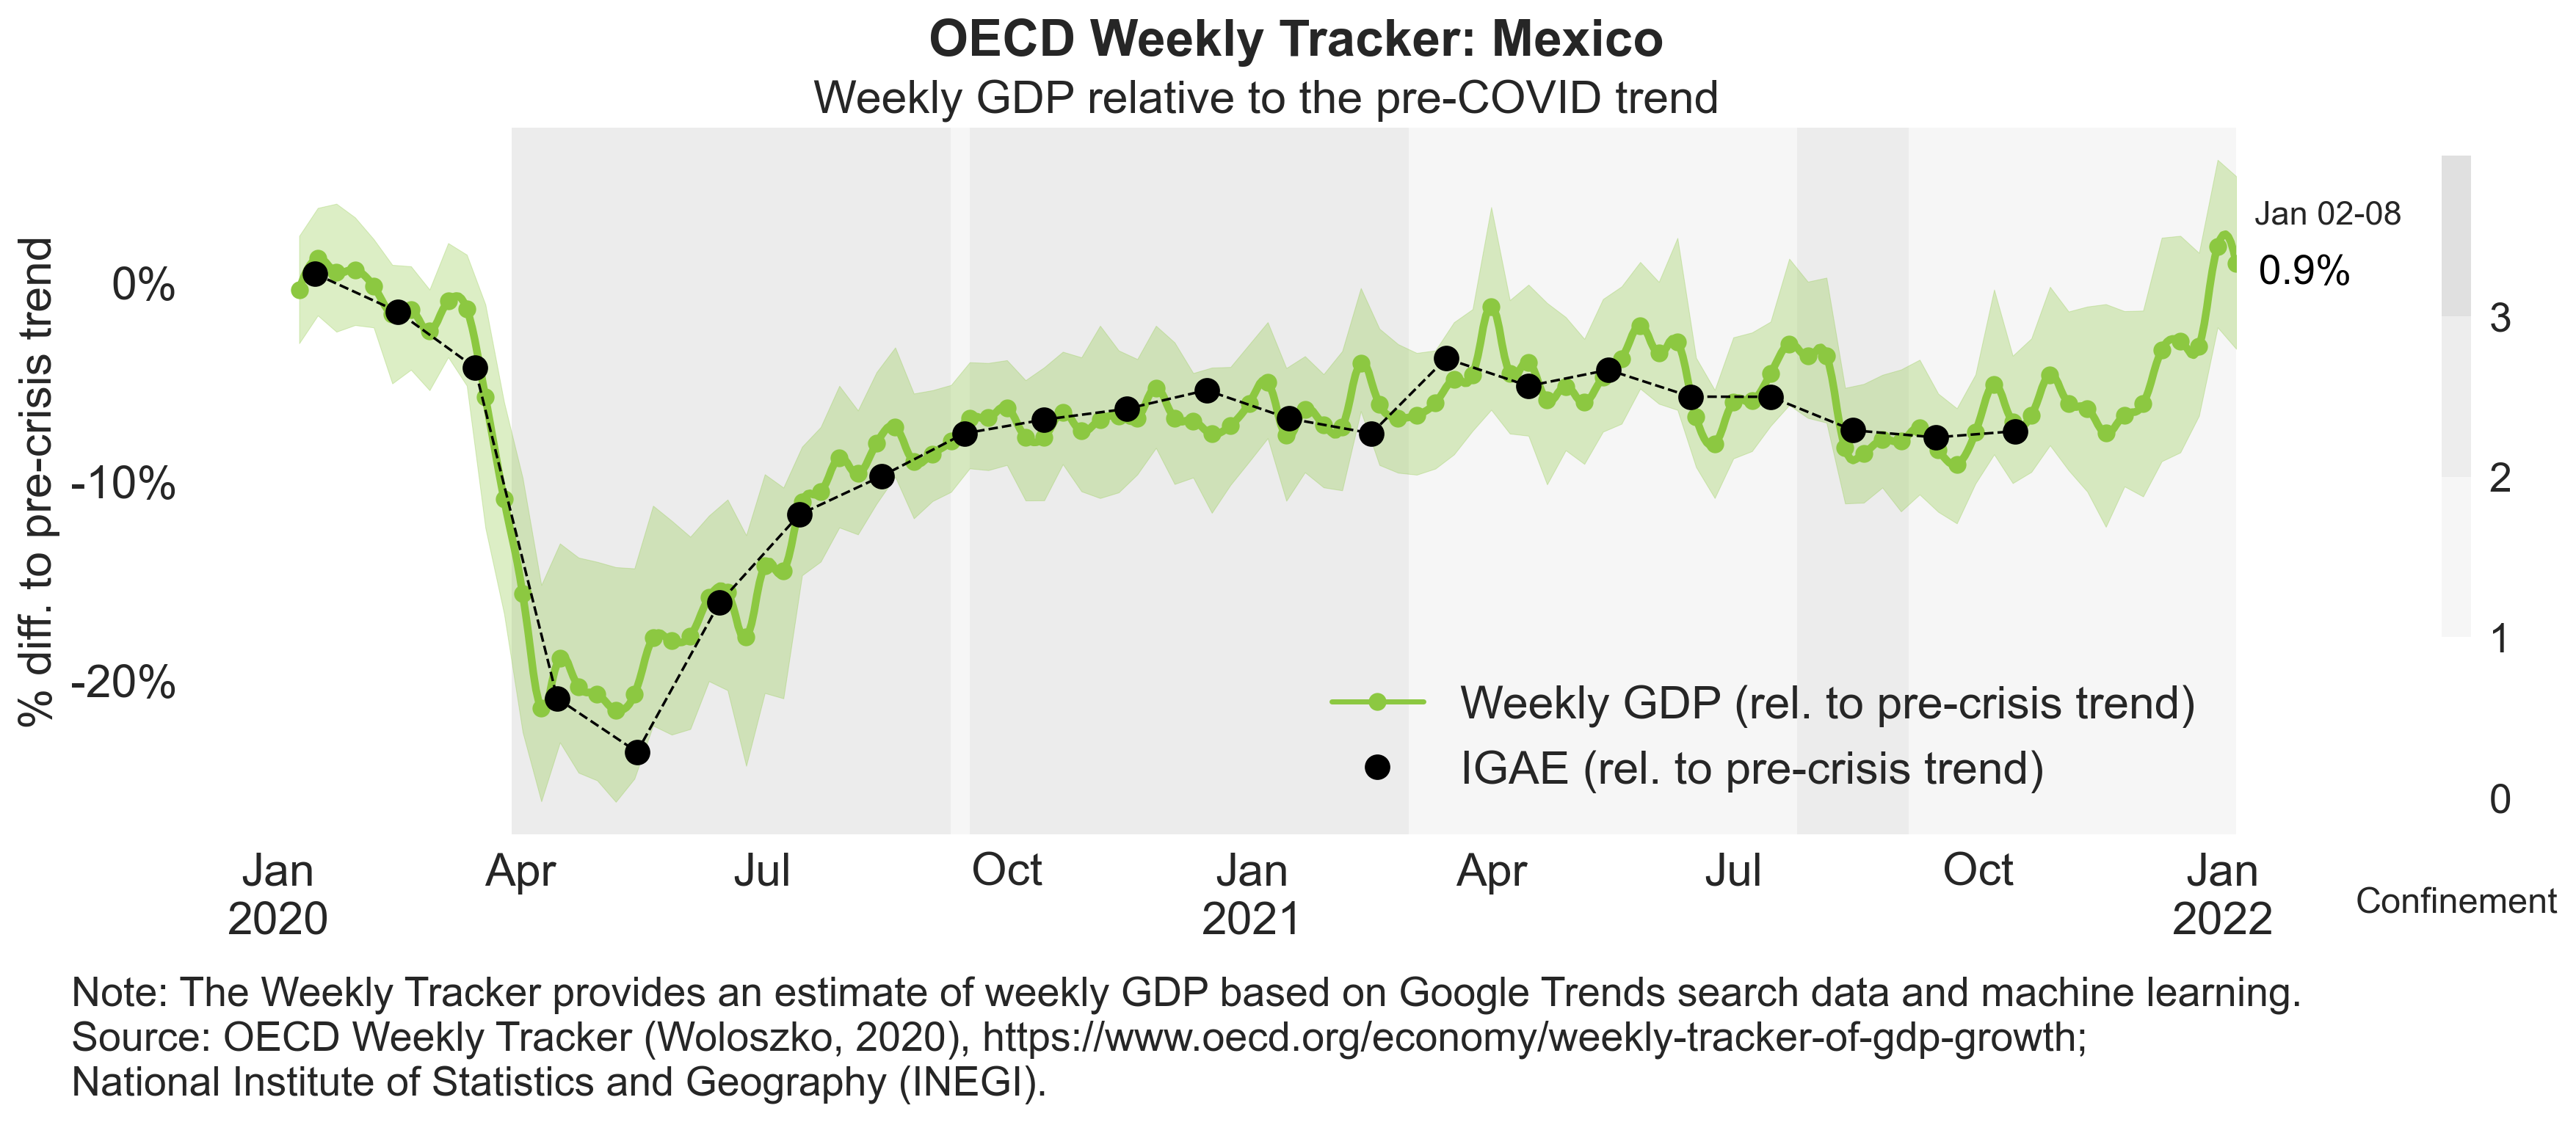 OECD Weekly Tracker: Mexico
Weekly GDP relative to the pre-COVID trend
% diff. to pre-crisis trend
0%
-10%
-20%
Jan 02-08
0.9%
3
2
1
0
Confinement
Weekly GDP (rel. to pre-crisis trend)
IGAE (rel. to pre-crisis trend)
Jan Apr Jul Oct Jan Apr Jul Oct Jan
2020 2021 2022
Note: The Weekly Tracker provides an estimate of weekly GDP based on Google Trends search data and machine learning.
Source: OECD Weekly Tracker (Woloszko, 2020), https://www.oecd.org/economy/weekly-tracker-of-gdp-growth;
National Institute of Statistics and Geography (INEGI).